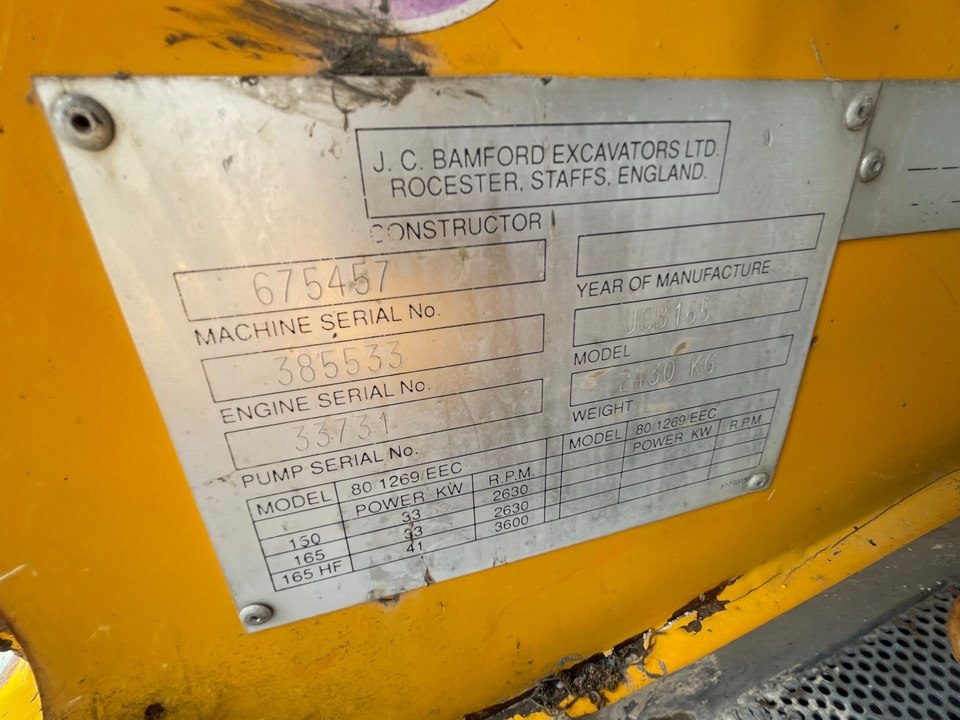 J. C. BAMFORD EXCAVATORS LTD.
ROCESTER, STAFFS, ENGLAND.
CONSTRUCTOR
675457
MACHINE SERIAL No.
385533
ENGINE SERIAL No.
33731
PUMP SERIAL No.
YEAR OF MANUFACTURE
JCB165
MODEL
2430 KG
WEIGHT
MODEL 80/1269/EEC
POWER KW R.P.M.
150 33 2630
165 33 2630
165 HF 41 3600
MODEL 80/1269/EEC
POWER KW R.P.M.